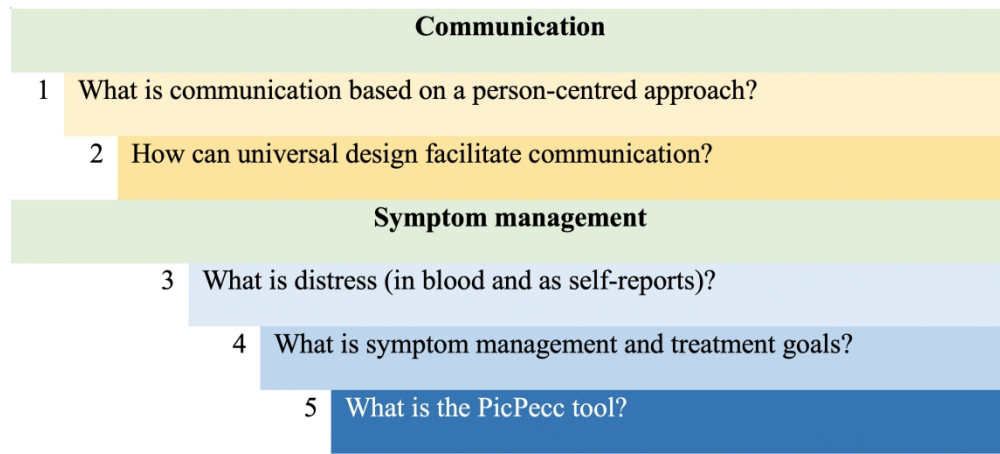 Communication
1 What is communication based on a person-centred approach?
2 How can universal design facilitate communication?
Symptom management
3 What is distress (in blood and as self-reports)?
4 What is symptom management and treatment goals?
5 What is the PicPecc tool?